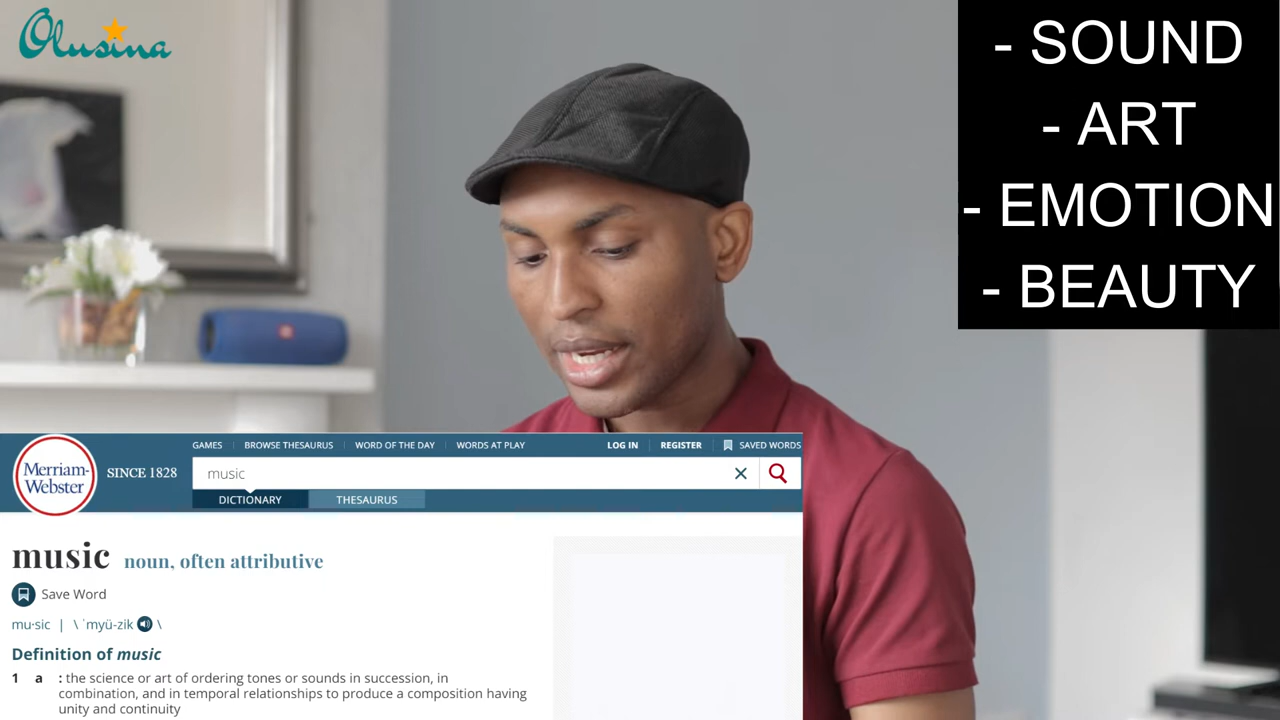 Olusina
- SOUND
- ART
- EMOTION
- BEAUTY
Merriam-
Webster
SINCE 1828
GAMES BROWSE THESAURUS WORD OF THE DAY WORDS AT PLAY LOG IN REGISTER SAVED WORDS
music
DICTIONARY THESAURUS
music noun, often attributive
Save Word
mu·sic | \ ˈmyü-zik \
Definition of music
1 a : the science or art of ordering tones or sounds in succession, in
combination, and in temporal relationships to produce a composition having
unity and continuity